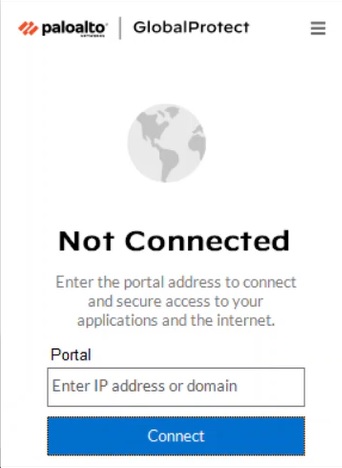 paloalto NETWORKS | GlobalProtect
Not Connected
Enter the portal address to connect
and secure access to your
applications and the internet.
Portal
Enter IP address or domain
Connect